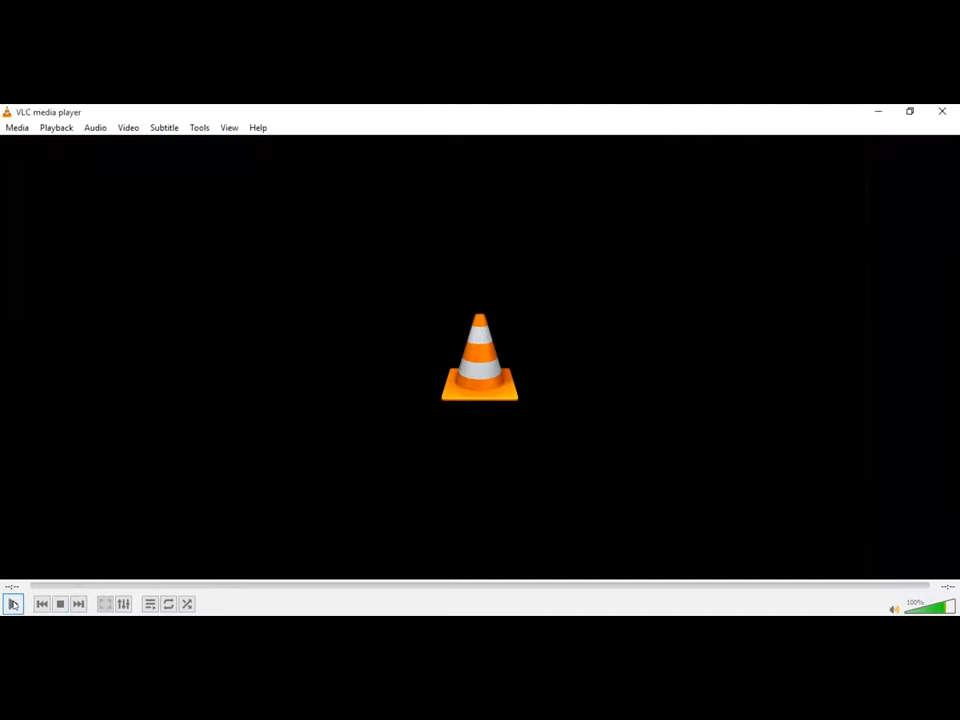 VLC media player
Media Playback Audio Video Subtitle Tools View Help
--:-- --:--
100%